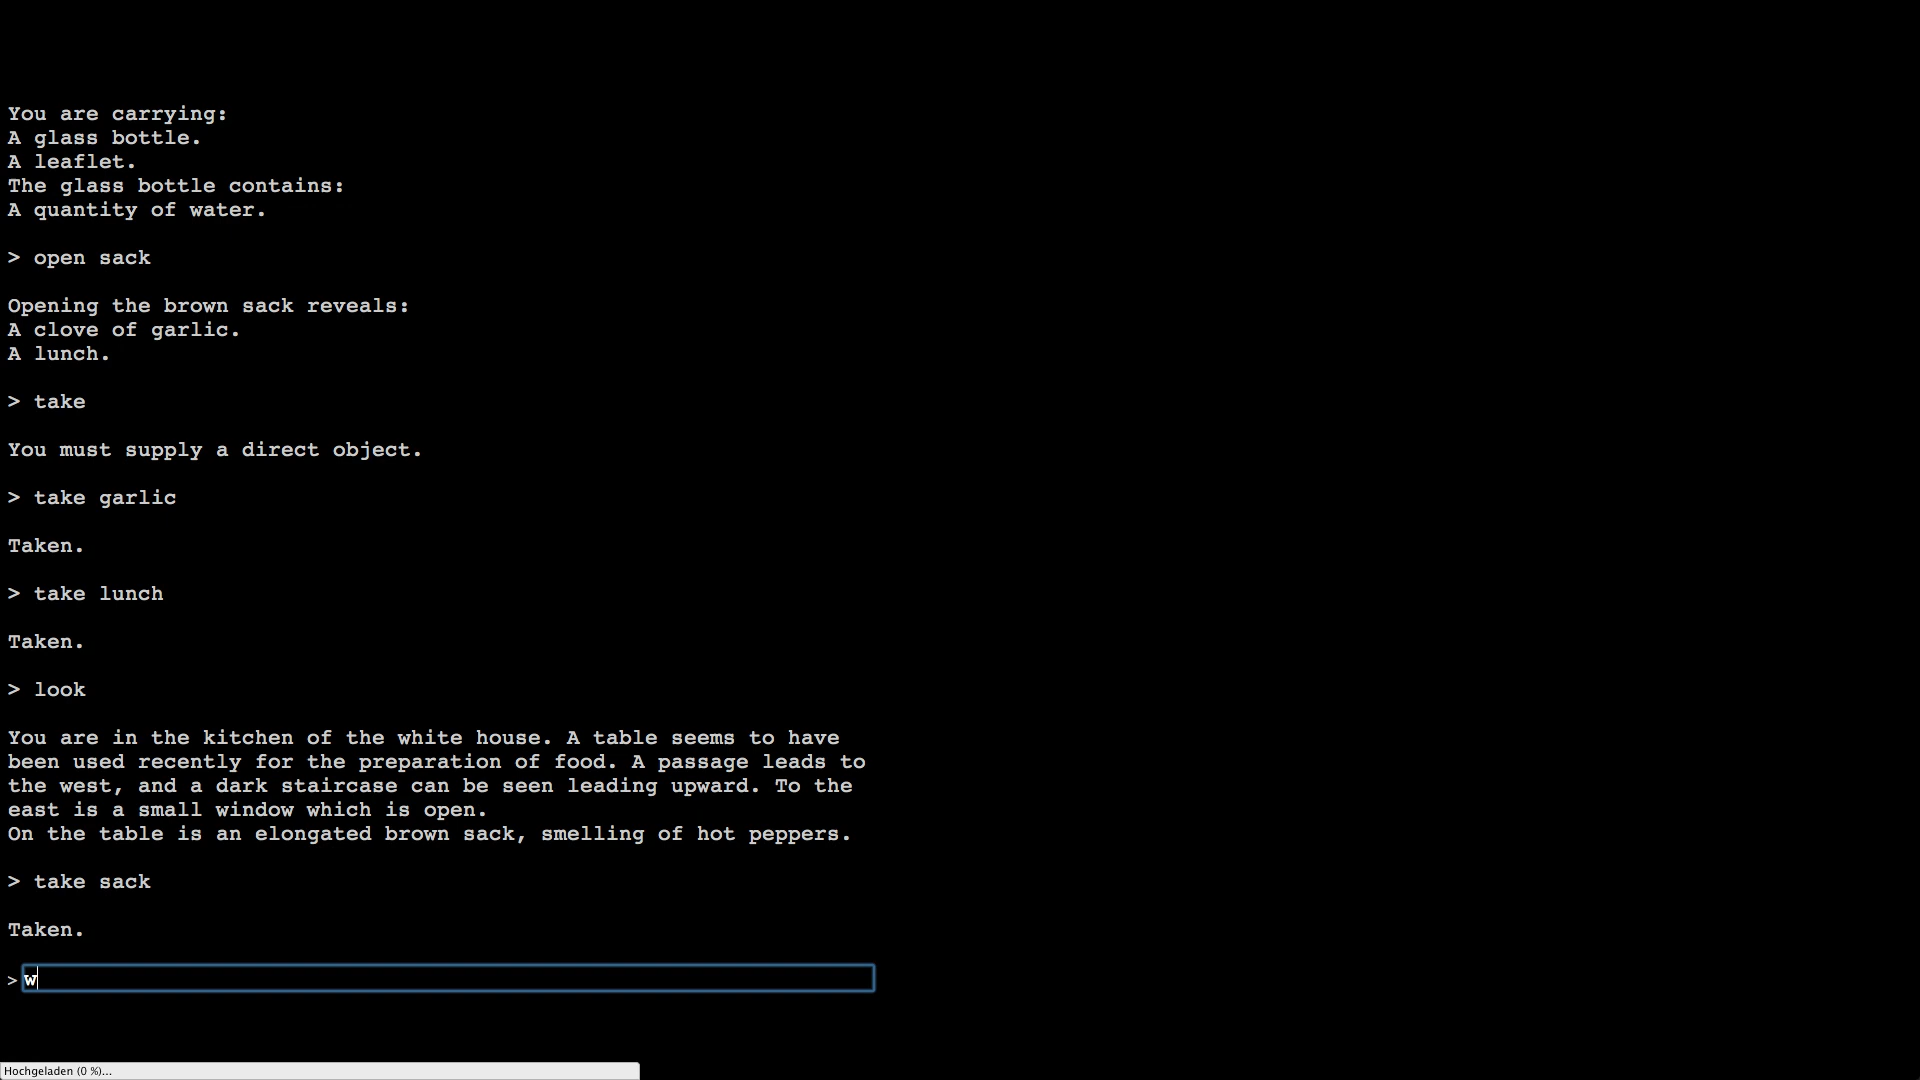 You are carrying:
A glass bottle.
A leaflet.
The glass bottle contains:
A quantity of water.
> open sack
Opening the brown sack reveals:
A clove of garlic.
A lunch.
> take
You must supply a direct object.
> take garlic
Taken.
> take lunch
Taken.
> look
You are in the kitchen of the white house. A table seems to have
been used recently for the preparation of food. A passage leads to
the west, and a dark staircase can be seen leading upward. To the
east is a small window which is open.
On the table is an elongated brown sack, smelling of hot peppers.
> take sack
Taken.
>w
Hochgeladen (0 %)...